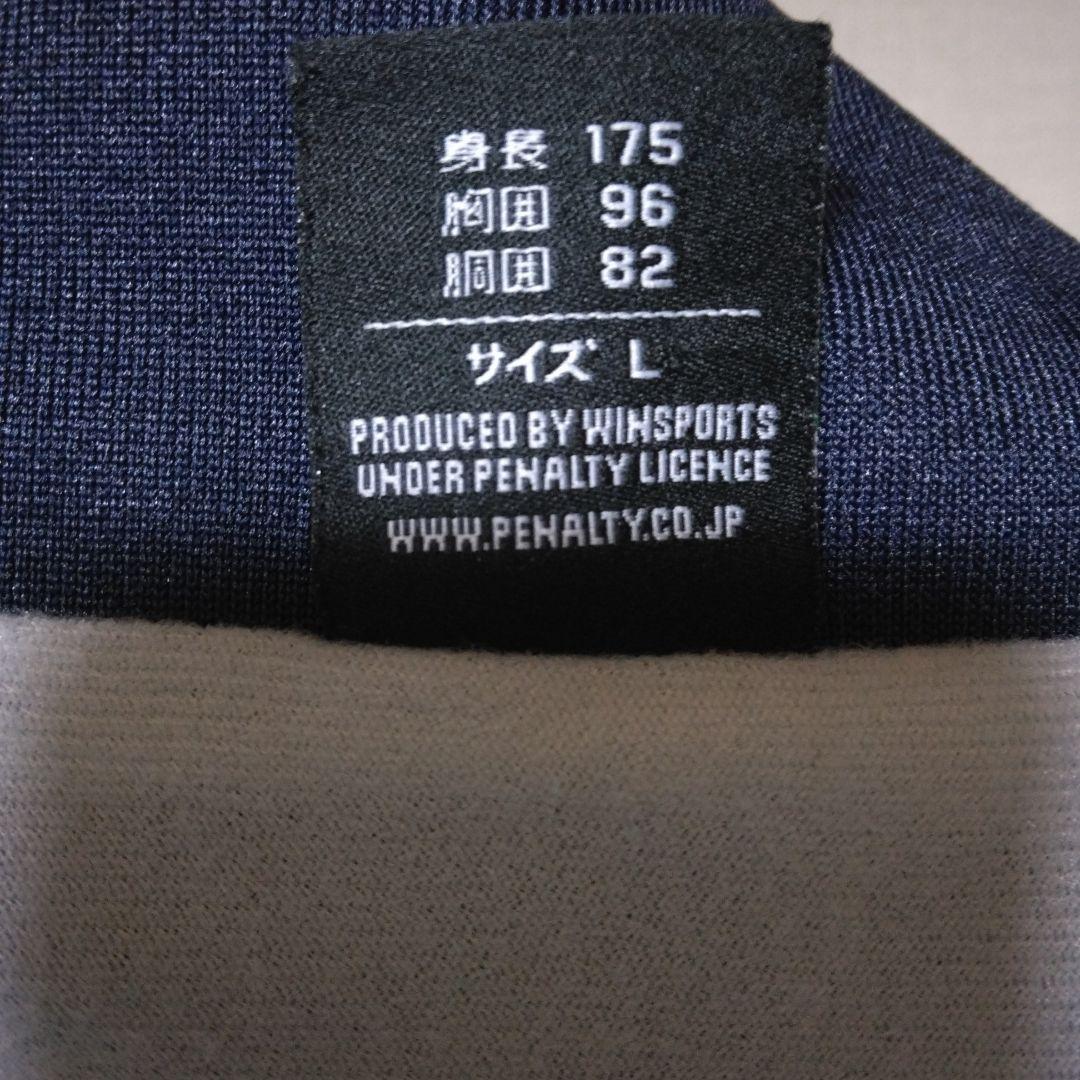 身長 175
胸囲 96
胴囲 82
サイズ L
PRODUCED BY WINSPORTS
UNDER PENALTY LICENCE
WWW.PENALTY.CO.JP